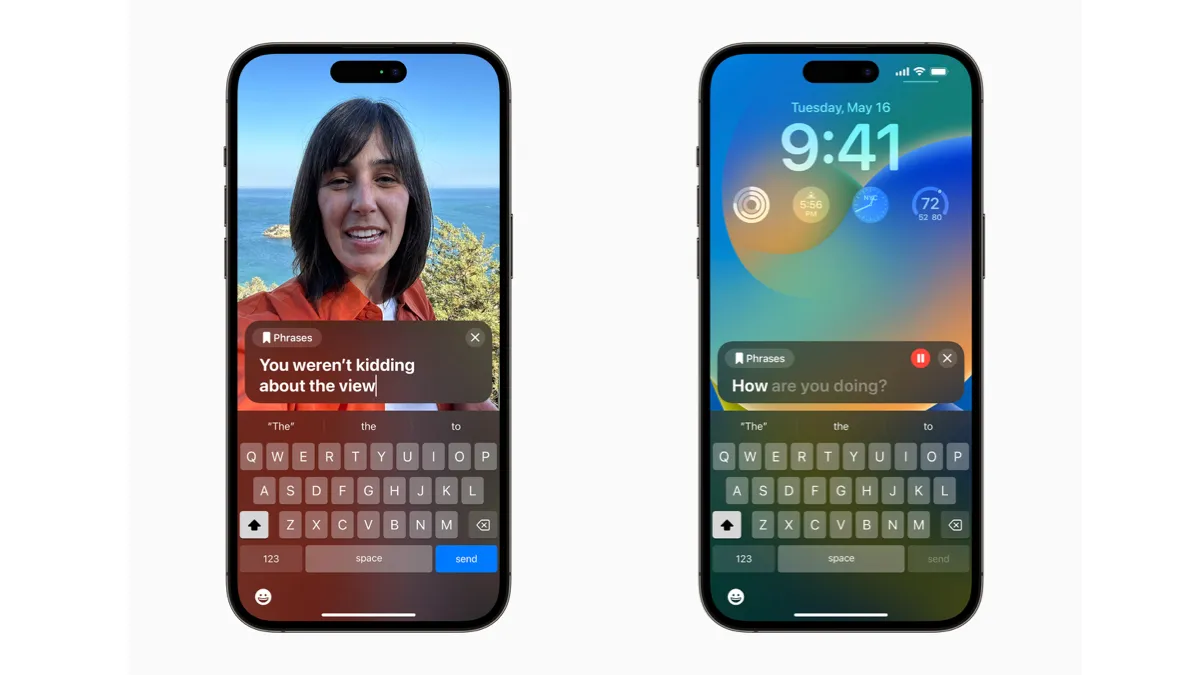 Phrases
You weren't kidding
about the view
"The" the to
Q W E R T Y U I O P
A S D F G H J K L
Z X C V B N M
123 space send
Tuesday, May 16
9:41
5:56
PM
NYC
72
52 80
Phrases
How are you doing?
"The" the to
Q W E R T Y U I O P
A S D F G H J K L
Z X C V B N M
123 space send